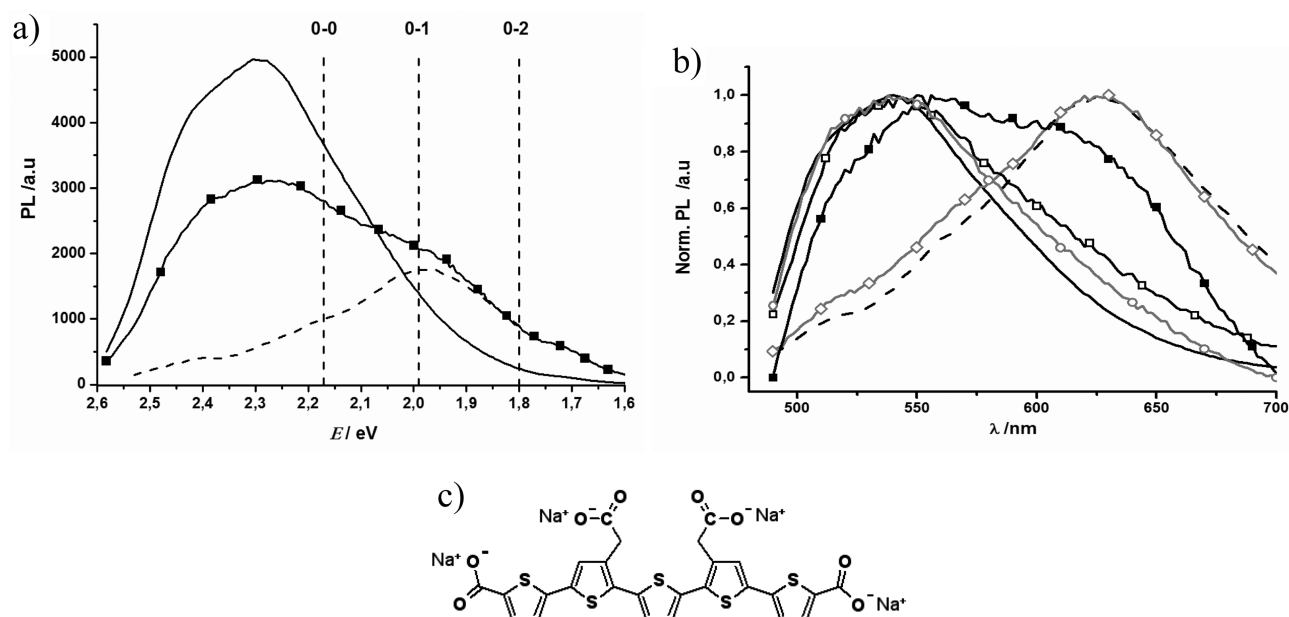 a)
0-0 0-1 0-2
5000
4000
3000
2000
1000
0
PL /a.u
2,6 2,5 2,4 2,3 2,2 2,1 2,0 1,9 1,8 1,7 1,6
E/ eV
b)
1,0
0,8
0,6
0,4
0,2
0,0
Norm. PL /a.u
500 550 600 650 700
λ /nm
c)
O O
Na⁺ O⁻ C C O⁻ Na⁺
Na⁺ O⁻ O
O S S S O⁻ Na⁺
S S